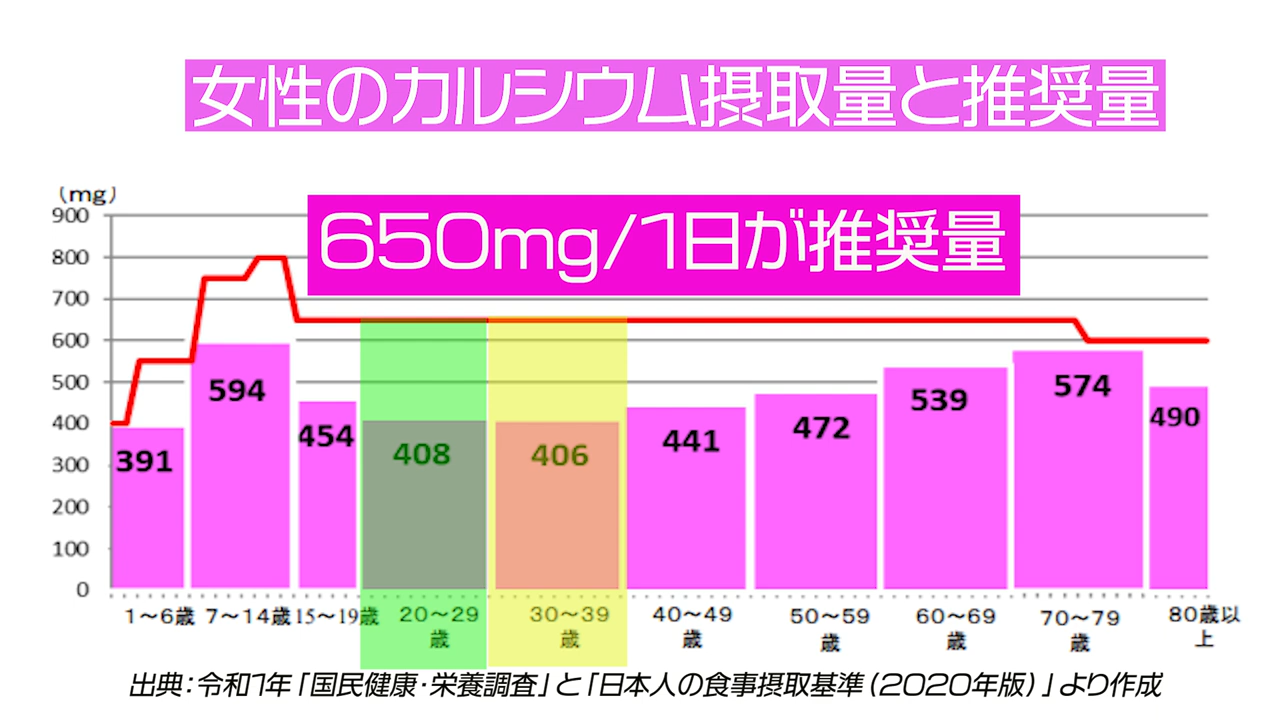 女性のカルシウム摂取量と推奨量
(mg)
650mg/1日が推奨量
900
800
700
600
500
400
300
200
100
0
391
594
454
408
406
441
472
539
574
490
1～6歳
7～14歳
15～19歳
20～29
歳
30～39
歳
40～49
歳
50～59
歳
60～69
歳
70～79
歳
80歳以
上
出典：令和1年「国民健康・栄養調査」と「日本人の食事摂取基準（2020年版）」より作成